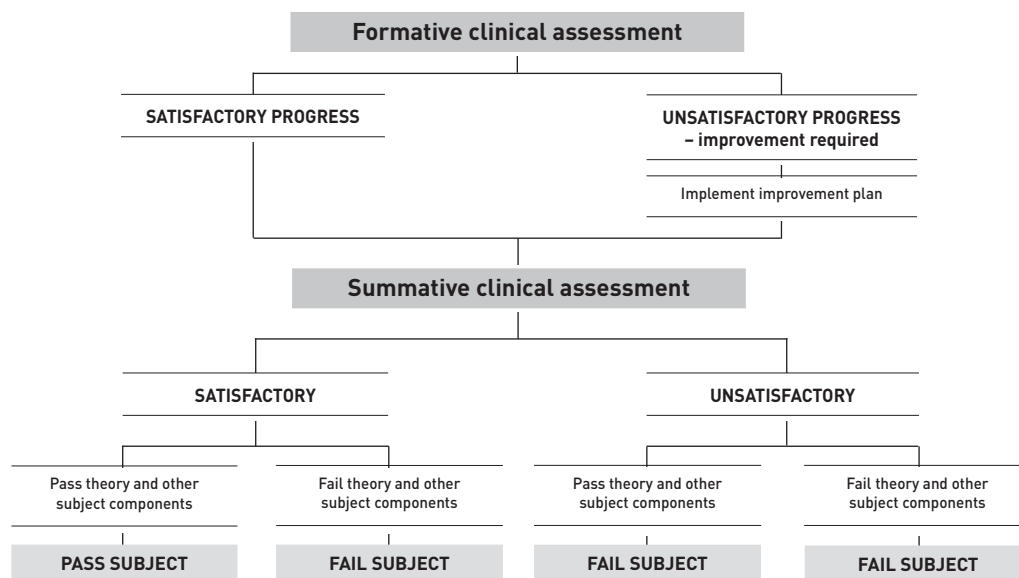 Formative clinical assessment
SATISFACTORY PROGRESS
UNSATISFACTORY PROGRESS
– improvement required
Implement improvement plan
Summative clinical assessment
SATISFACTORY
UNSATISFACTORY
Pass theory and other
subject components
Fail theory and other
subject components
Pass theory and other
subject components
Fail theory and other
subject components
PASS SUBJECT
FAIL SUBJECT
FAIL SUBJECT
FAIL SUBJECT